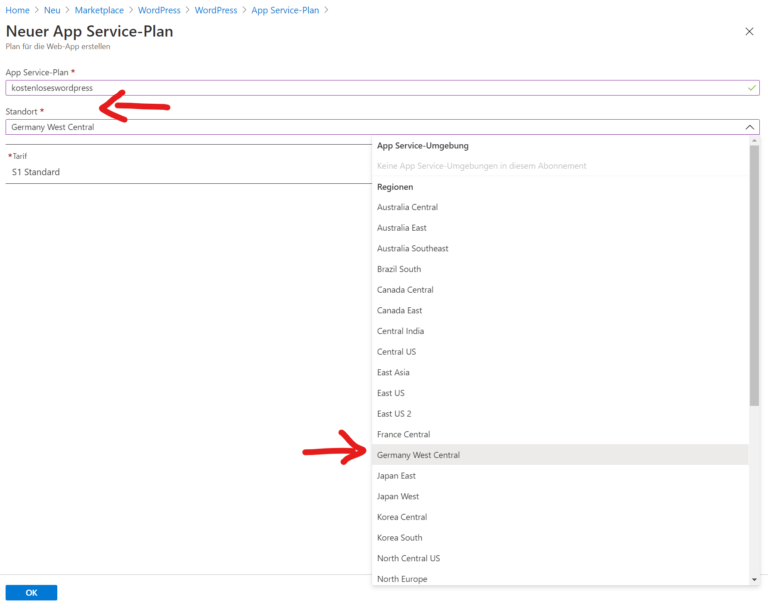 Home > Neu > Marketplace > WordPress > WordPress > App Service-Plan >
Neuer App Service-Plan
Plan für die Web-App erstellen
App Service-Plan *
kostenloseswordpress
Standort *
Germany West Central
*Tarif
S1 Standard
App Service-Umgebung
Keine App Service-Umgebungen in diesem Abonnement
Regionen
Australia Central
Australia East
Australia Southeast
Brazil South
Canada Central
Canada East
Central India
Central US
East Asia
East US
East US 2
France Central
Germany West Central
Japan East
Japan West
Korea Central
Korea South
North Central US
North Europe
OK